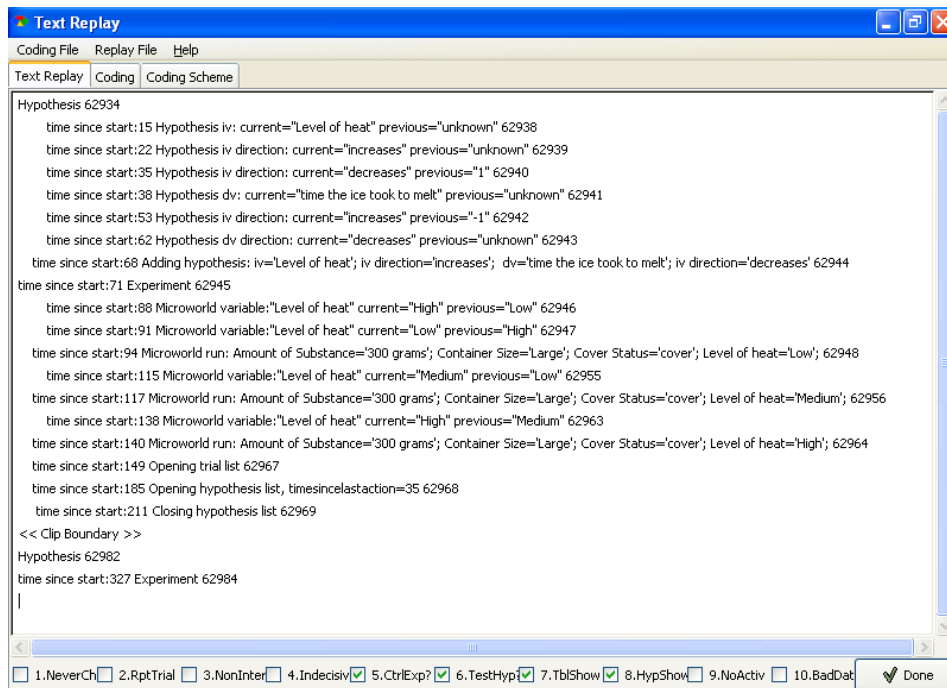 Text Replay
Coding File Replay File Help
Text Replay Coding Coding Scheme
Hypothesis 62934
time since start:15 Hypothesis iv: current="Level of heat" previous="unknown" 62938
time since start:22 Hypothesis iv direction: current="increases" previous="unknown" 62939
time since start:35 Hypothesis iv direction: current="decreases" previous="1" 62940
time since start:38 Hypothesis dv: current="time the ice took to melt" previous="unknown" 62941
time since start:53 Hypothesis iv direction: current="increases" previous="-1" 62942
time since start:62 Hypothesis dv direction: current="decreases" previous="unknown" 62943
time since start:68 Adding hypothesis: iv='Level of heat'; iv direction='increases';  dv='time the ice took to melt'; iv direction='decreases' 62944
time since start:71 Experiment 62945
time since start:88 Microworld variable:"Level of heat" current="High" previous="Low" 62946
time since start:91 Microworld variable:"Level of heat" current="Low" previous="High" 62947
time since start:94 Microworld run: Amount of Substance='300 grams'; Container Size='Large'; Cover Status='cover'; Level of heat='Low'; 62948
time since start:115 Microworld variable:"Level of heat" current="Medium" previous="Low" 62955
time since start:117 Microworld run: Amount of Substance='300 grams'; Container Size='Large'; Cover Status='cover'; Level of heat='Medium'; 62956
time since start:138 Microworld variable:"Level of heat" current="High" previous="Medium" 62963
time since start:140 Microworld run: Amount of Substance='300 grams'; Container Size='Large'; Cover Status='cover'; Level of heat='High'; 62964
time since start:149 Opening trial list 62967
time since start:185 Opening hypothesis list, timesincelastaction=35 62968
time since start:211 Closing hypothesis list 62969
<< Clip Boundary >>
Hypothesis 62982
time since start:327 Experiment 62984
1.NeverCh 2.RptTrial 3.NonInter 4.Indecisiv 5.CtrlExp? 6.TestHyp? 7.TblShow 8.HypShow 9.NoActiv 10.BadDat Done